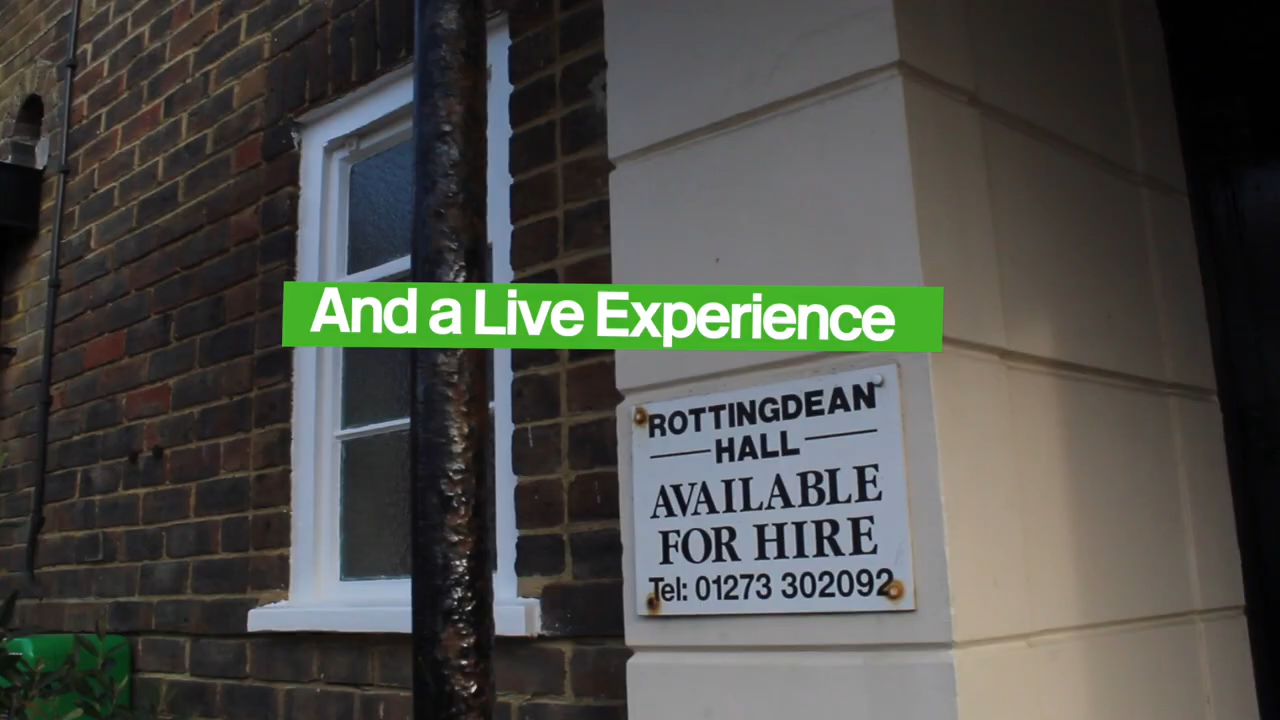 And a Live Experience
ROTTINGDEAN
HALL
AVAILABLE
FOR HIRE
Tel: 01273 302092